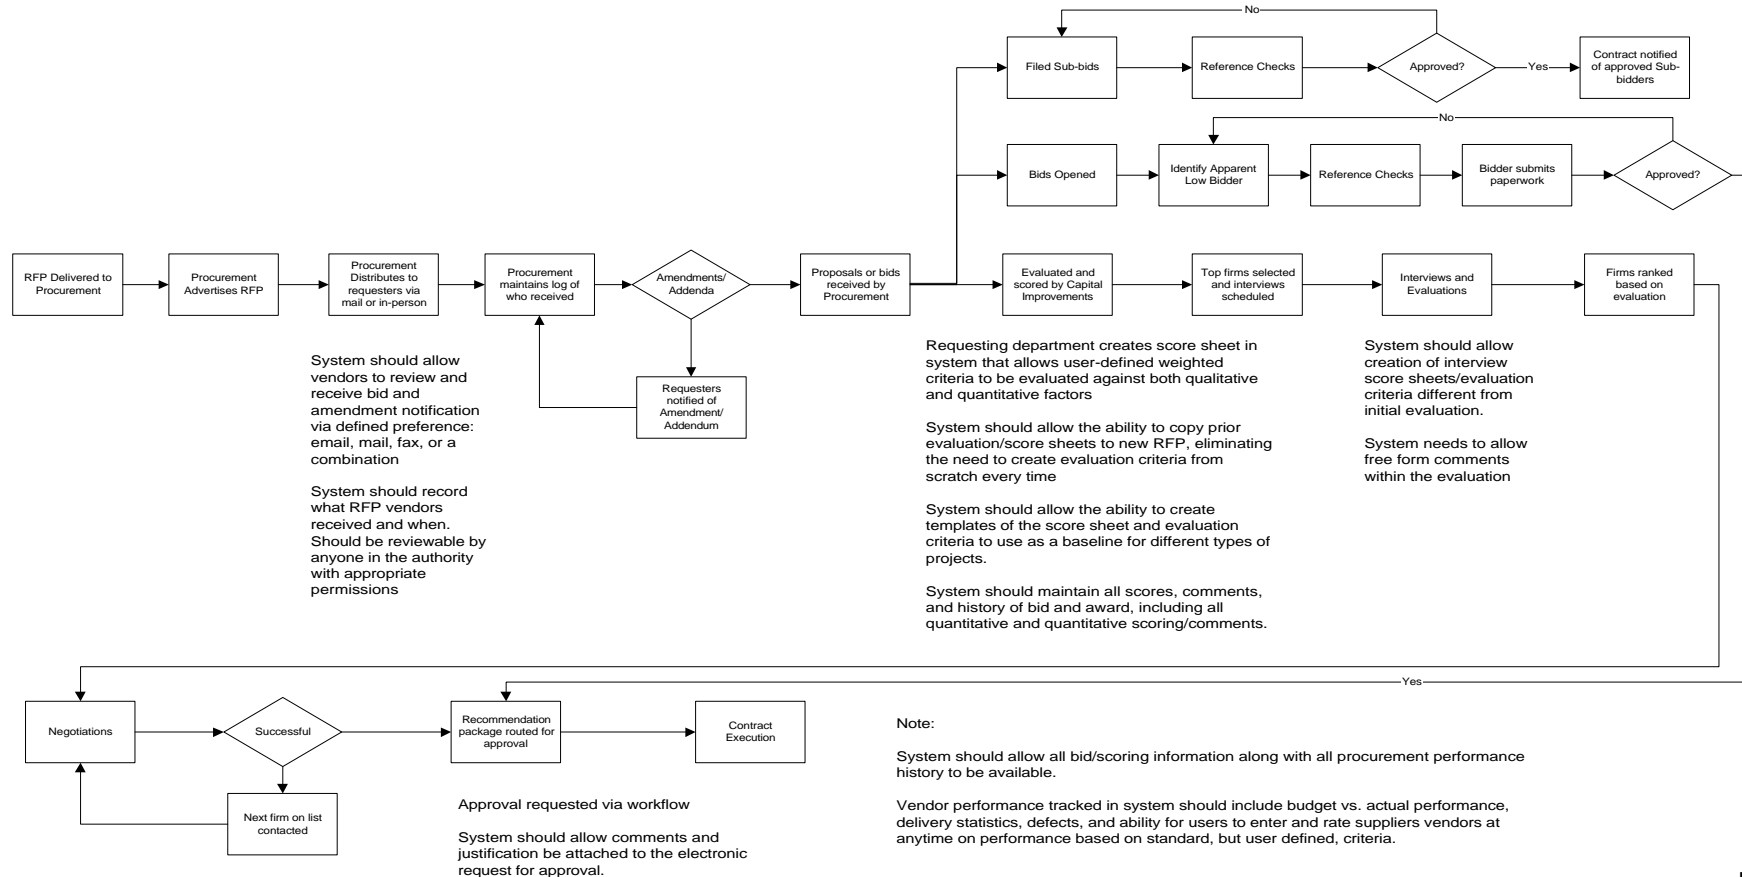 No
Filed Sub-bids
Reference Checks
Approved?
Yes
Contract notified
of approved Sub-
bidders
No
Bids Opened
Identify Apparent
Low Bidder
Reference Checks
Bidder submits
paperwork
Approved?
RFP Delivered to
Procurement
Procurement
Advertises RFP
Procurement
Distributes to
requesters via
mail or in-person
Procurement
maintains log of
who received
Amendments/
Addenda
Proposals or bids
received by
Procurement
Evaluated and
scored by Capital
Improvements
Top firms selected
and interviews
scheduled
Interviews and
Evaluations
Firms ranked
based on
evaluation
Requesters
notified of
Amendment/
Addendum
System should allow
vendors to review and
receive bid and
amendment notification
via defined preference:
email, mail, fax, or a
combination
System should record
what RFP vendors
received and when.
Should be reviewable by
anyone in the authority
with appropriate
permissions
Requesting department creates score sheet in
system that allows user-defined weighted
criteria to be evaluated against both qualitative
and quantitative factors
System should allow the ability to copy prior
evaluation/score sheets to new RFP, eliminating
the need to create evaluation criteria from
scratch every time
System should allow the ability to create
templates of the score sheet and evaluation
criteria to use as a baseline for different types of
projects.
System should maintain all scores, comments,
and history of bid and award, including all
quantitative and quantitative scoring/comments.
System should allow
creation of interview
score sheets/evaluation
criteria different from
initial evaluation.
System needs to allow
free form comments
within the evaluation
Yes
Negotiations
Successful
Recommendation
package routed for
approval
Contract
Execution
Next firm on list
contacted
Approval requested via workflow
System should allow comments and
justification be attached to the electronic
request for approval.
Note:
System should allow all bid/scoring information along with all procurement performance
history to be available.
Vendor performance tracked in system should include budget vs. actual performance,
delivery statistics, defects, and ability for users to enter and rate suppliers vendors at
anytime on performance based on standard, but user defined, criteria.